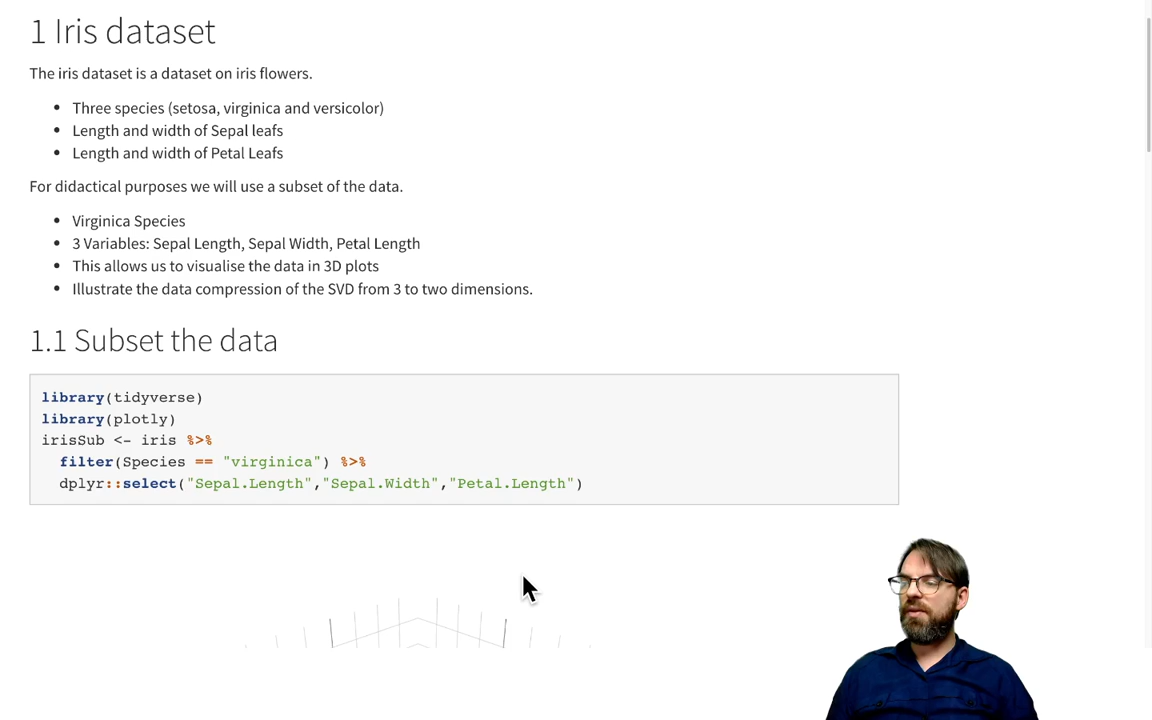 1 Iris dataset
The iris dataset is a dataset on iris flowers.
• Three species (setosa, virginica and versicolor)
• Length and width of Sepal leafs
• Length and width of Petal Leafs
For didactical purposes we will use a subset of the data.
• Virginica Species
• 3 Variables: Sepal Length, Sepal Width, Petal Length
• This allows us to visualise the data in 3D plots
• Illustrate the data compression of the SVD from 3 to two dimensions.
1.1 Subset the data
library(tidyverse)
library(plotly)
irisSub <- iris %>%
  filter(Species == "virginica") %>%
  dplyr::select("Sepal.Length","Sepal.Width","Petal.Length")